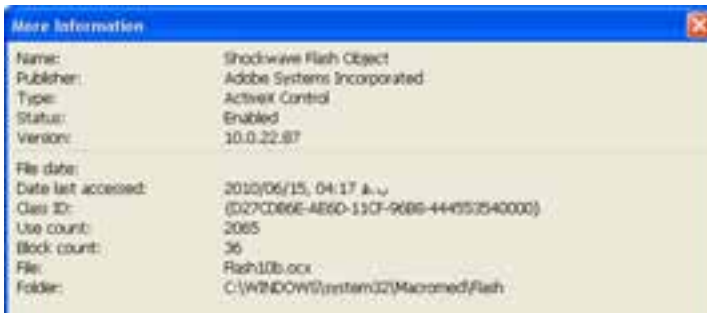 More Information
Name: Shockwave Flash Object
Publisher: Adobe Systems Incorporated
Type: ActiveX Control
Status: Enabled
Version: 10.0.22.87
File date:
Date last accessed: 2010/06/15, 04:17 ب.ظ
Class ID: {D27CDB6E-AE6D-11CF-96B8-444553540000}
Use count: 2065
Block count: 36
File: Flash10b.ocx
Folder: C:\WINDOWS\system32\Macromed\Flash